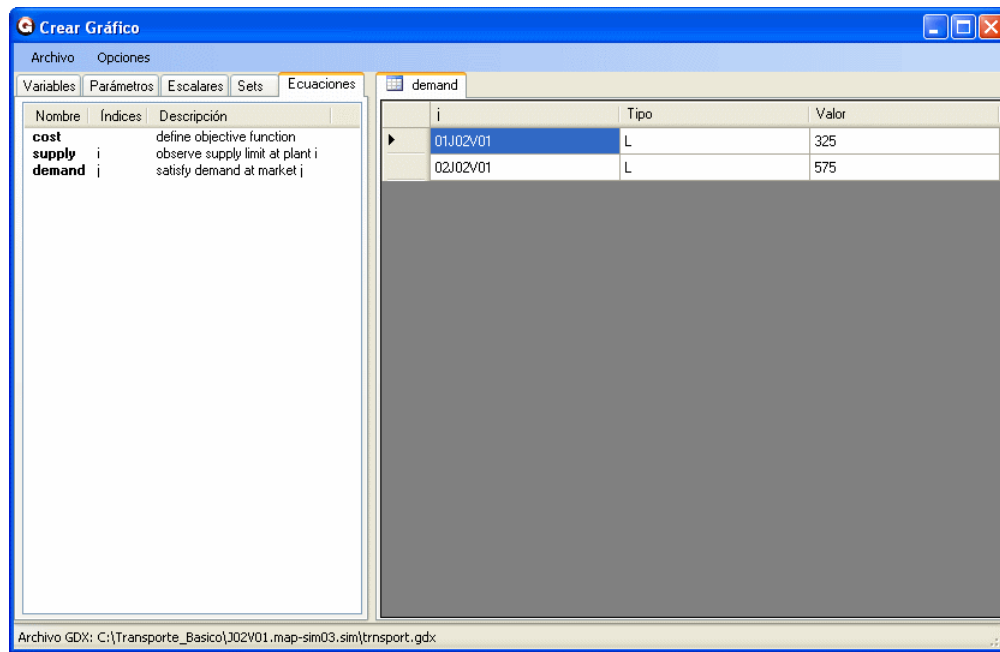 Crear Gráfico
Archivo Opciones
Variables Parámetros Escalares Sets Ecuaciones
Nombre Índices Descripción
cost define objective function
supply i observe supply limit at plant i
demand j satisfy demand at market j
demand
j Tipo Valor
01J02V01 L 325
02J02V01 L 575
Archivo GDX: C:\Transporte_Basico\J02V01.map-sim03.sim\trnsport.gdx